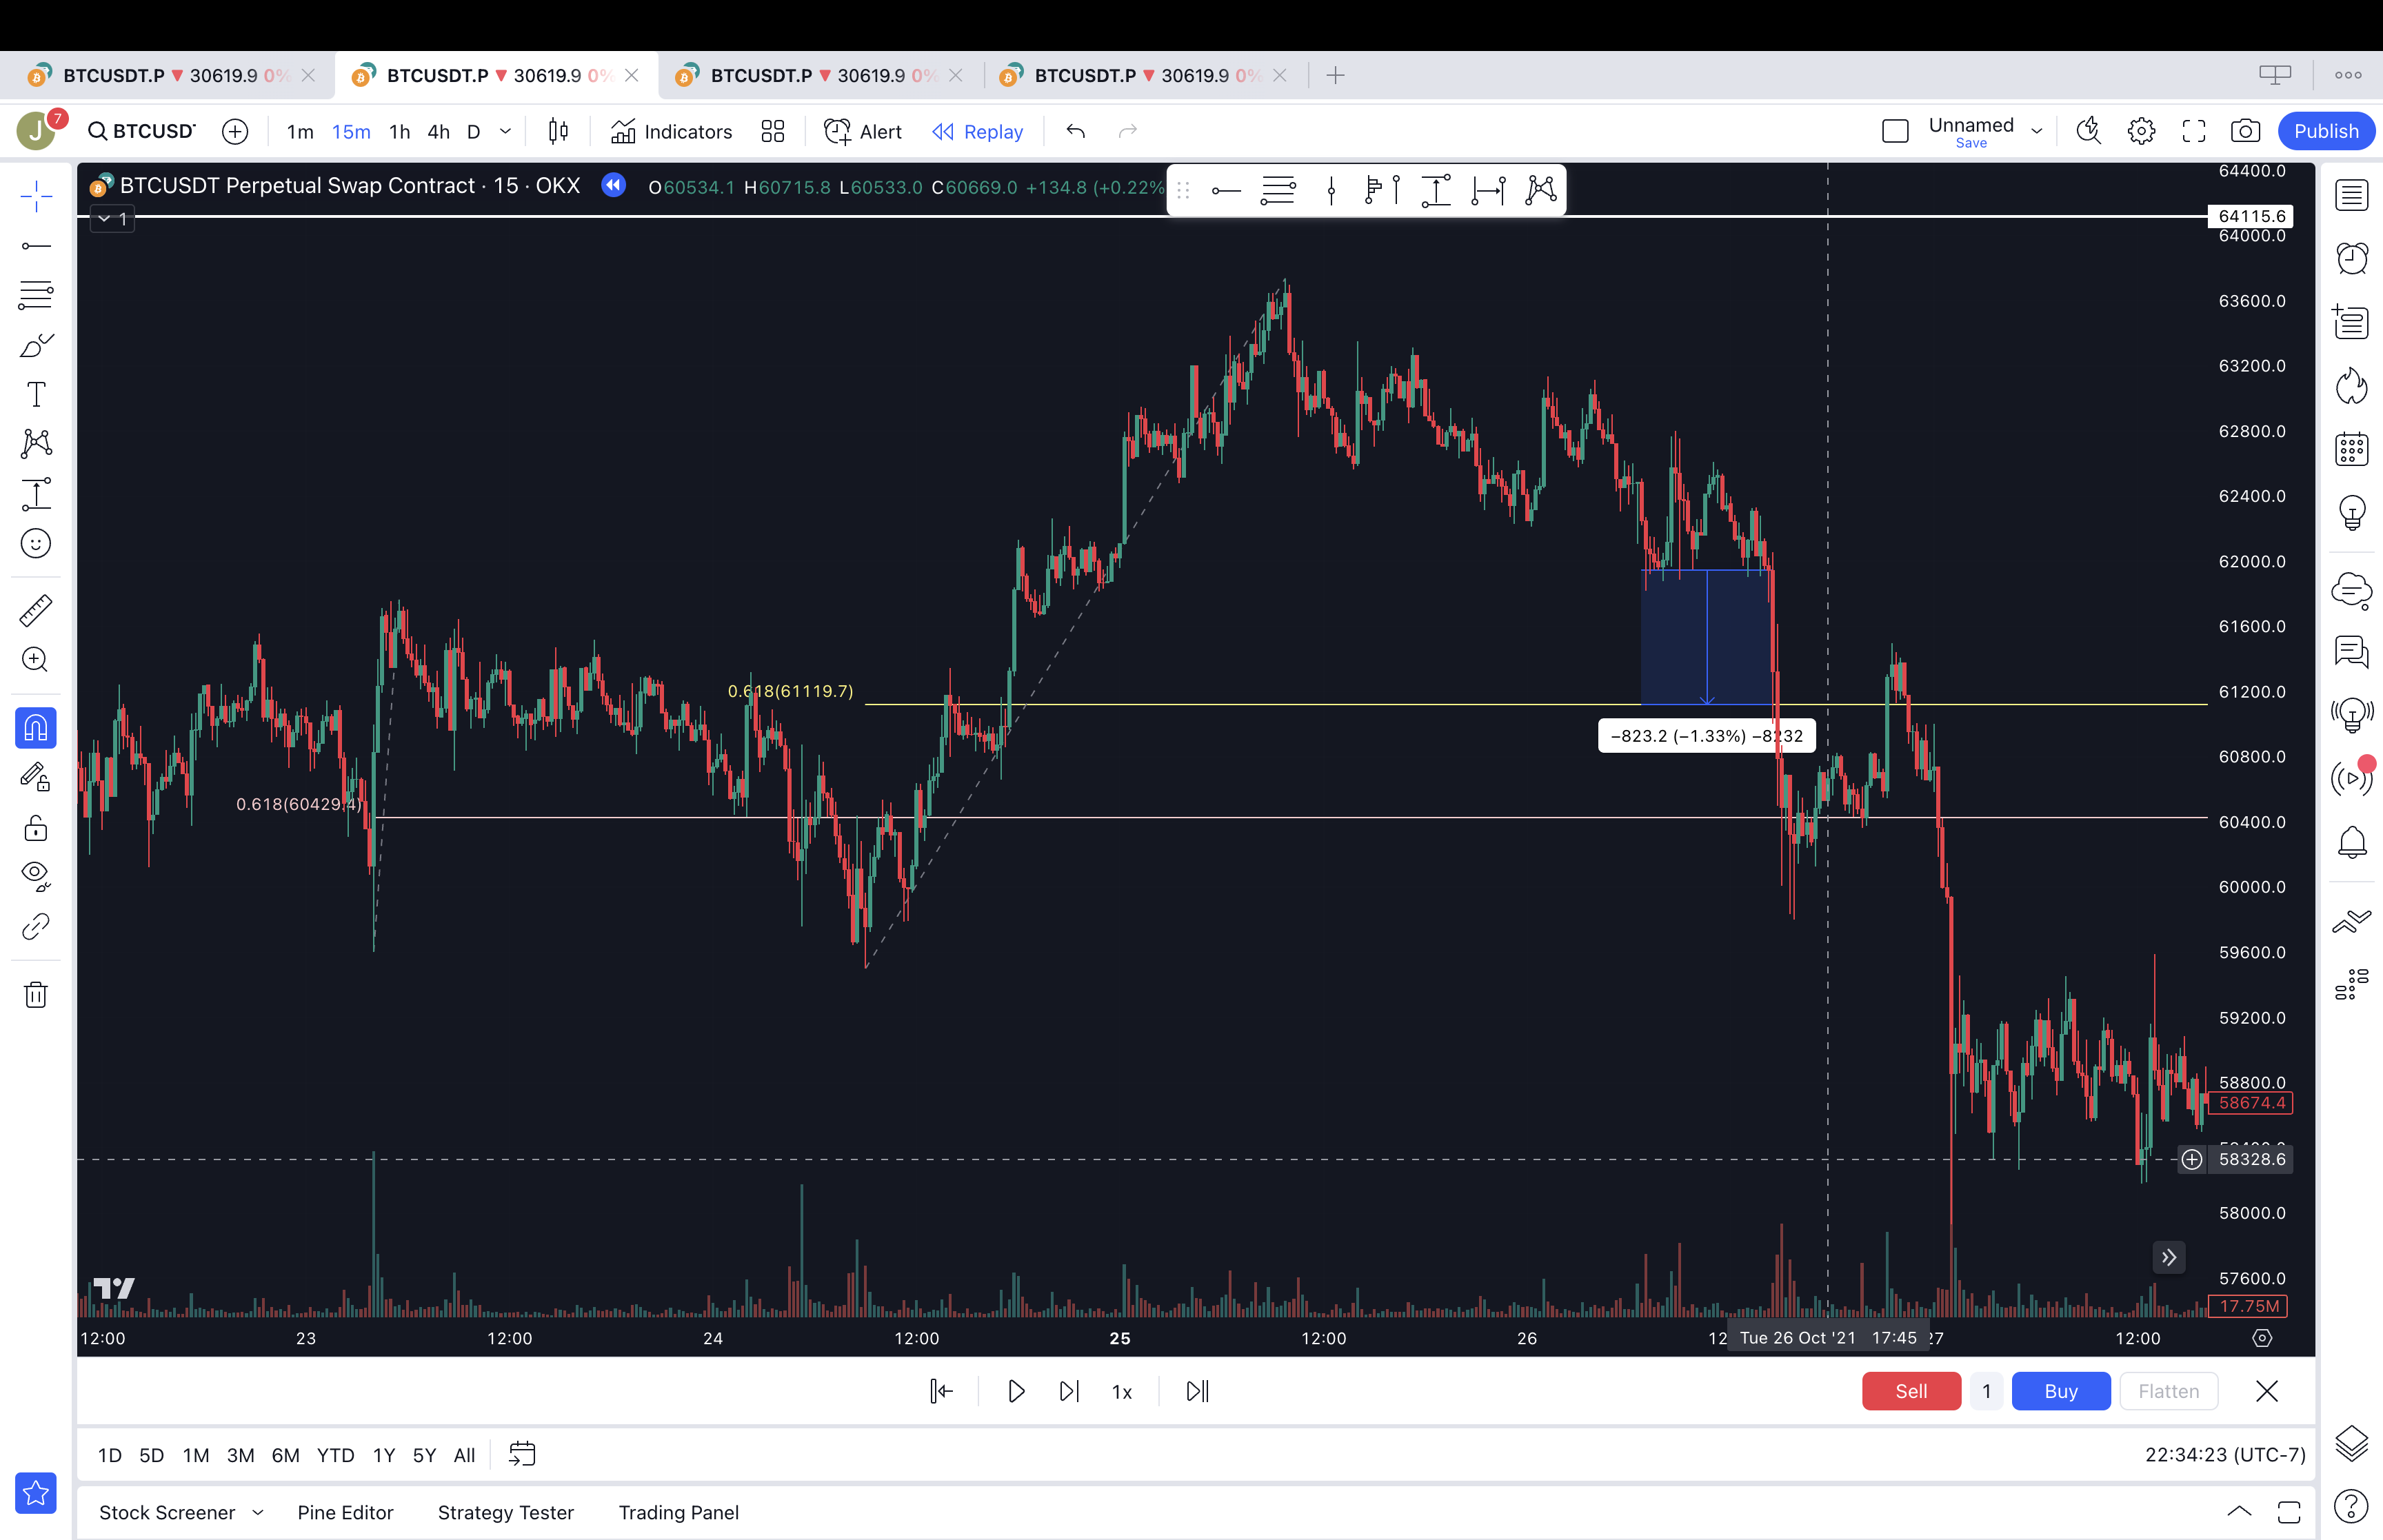 BTCUSDT.P ▼ 30619.9 0%
BTCUSDT.P ▼ 30619.9 0%
BTCUSDT.P ▼ 30619.9 0%
BTCUSDT.P ▼ 30619.9 0%
J 7 BTCUSD 1m 15m 1h 4h D Indicators Alert Replay Unnamed Save Publish
BTCUSDT Perpetual Swap Contract · 15 · OKX O60534.1 H60715.8 L60533.0 C60669.0 +134.8 (+0.22%
1
64400.0
64115.6
64000.0
63600.0
63200.0
62800.0
62400.0
62000.0
61600.0
61200.0
60800.0
60400.0
60000.0
59600.0
59200.0
58800.0
58674.4
58328.6
58000.0
57600.0
17.75M
0.618(61119.7)
−823.2 (−1.33%) −8232
0.618(60429.4)
12:00 23 12:00 24 12:00 25 12:00 26 12 Tue 26 Oct '21 17:45 27 12:00
1x Sell 1 Buy Flatten
1D 5D 1M 3M 6M YTD 1Y 5Y All 22:34:23 (UTC-7)
Stock Screener Pine Editor Strategy Tester Trading Panel